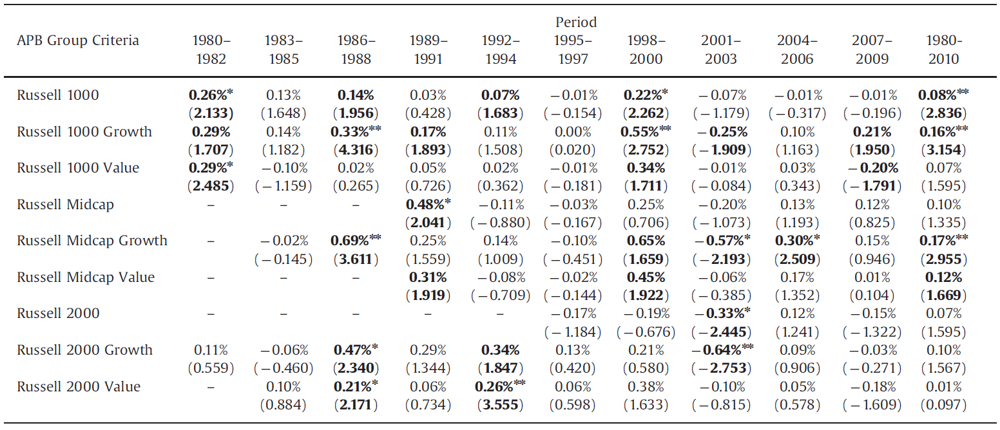 Period
APB Group Criteria 1980– 1983– 1986– 1989– 1992– 1995– 1998– 2001– 2004– 2007– 1980-
1982 1985 1988 1991 1994 1997 2000 2003 2006 2009 2010
Russell 1000 0.26%* 0.13% 0.14% 0.03% 0.07% −0.01% 0.22%* −0.07% −0.01% −0.01% 0.08%**
(2.133) (1.648) (1.956) (0.428) (1.683) (−0.154) (2.262) (−1.179) (−0.317) (−0.196) (2.836)
Russell 1000 Growth 0.29% 0.14% 0.33%** 0.17% 0.11% 0.00% 0.55%** −0.25% 0.10% 0.21% 0.16%**
(1.707) (1.182) (4.316) (1.893) (1.508) (0.020) (2.752) (−1.909) (1.163) (1.950) (3.154)
Russell 1000 Value 0.29%* −0.10% 0.02% 0.05% 0.02% −0.01% 0.34% −0.01% 0.03% −0.20% 0.07%
(2.485) (−1.159) (0.265) (0.726) (0.362) (−0.181) (1.711) (−0.084) (0.343) (−1.791) (1.595)
Russell Midcap – – – 0.48%* −0.11% −0.03% 0.25% −0.20% 0.13% 0.12% 0.10%
(2.041) (−0.880) (−0.167) (0.706) (−1.073) (1.193) (0.825) (1.335)
Russell Midcap Growth – −0.02% 0.69%** 0.25% 0.14% −0.10% 0.65% −0.57%* 0.30%* 0.15% 0.17%**
(−0.145) (3.611) (1.559) (1.009) (−0.451) (1.659) (−2.193) (2.509) (0.946) (2.955)
Russell Midcap Value – – – 0.31% −0.08% −0.02% 0.45% −0.06% 0.17% 0.01% 0.12%
(1.919) (−0.709) (−0.144) (1.922) (−0.385) (1.352) (0.104) (1.669)
Russell 2000 – – – – – −0.17% −0.19% −0.33%* 0.12% −0.15% 0.07%
(−1.184) (−0.676) (−2.445) (1.241) (−1.322) (1.595)
Russell 2000 Growth 0.11% −0.06% 0.47%* 0.29% 0.34% 0.13% 0.21% −0.64%** 0.09% −0.03% 0.10%
(0.559) (−0.460) (2.340) (1.344) (1.847) (0.420) (0.580) (−2.753) (0.906) (−0.271) (1.567)
Russell 2000 Value – 0.10% 0.21%* 0.06% 0.26%** 0.06% 0.38% −0.10% 0.05% −0.18% 0.01%
(0.884) (2.171) (0.734) (3.555) (0.598) (1.633) (−0.815) (0.578) (−1.609) (0.097)